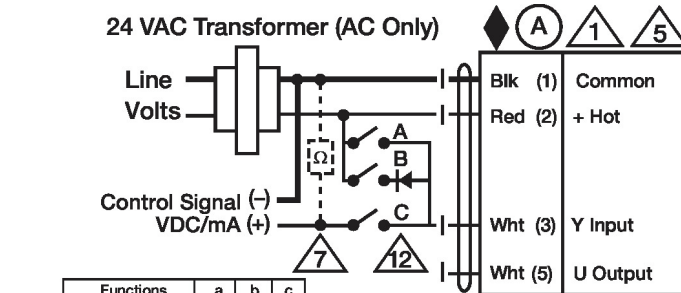 24 VAC Transformer (AC Only)
A 1 5
Line
Volts
Blk (1) Common
Red (2) + Hot
A
B
Ω
Control Signal (–)
VDC/mA (+)
C
Wht (3) Y Input
7 12
Wht (5) U Output
Functions a b c